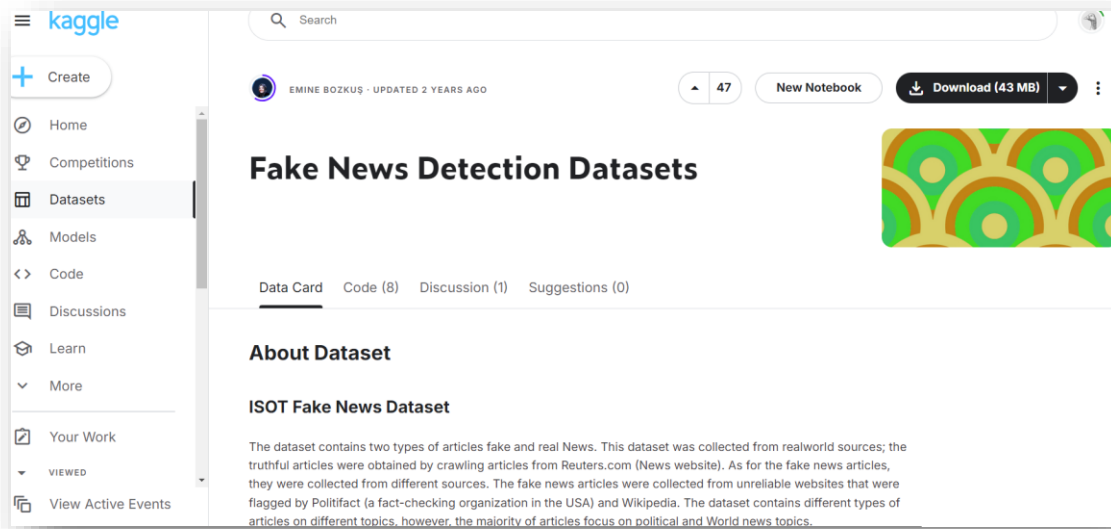 kaggle
Search
Create
EMINE BOZKUŞ · UPDATED 2 YEARS AGO
47
New Notebook
Download (43 MB)
Home
Competitions
Datasets
Models
Code
Discussions
Learn
More
Your Work
VIEWED
View Active Events
Fake News Detection Datasets
Data Card
Code (8)
Discussion (1)
Suggestions (0)
About Dataset
ISOT Fake News Dataset
The dataset contains two types of articles fake and real News. This dataset was collected from realworld sources; the
truthful articles were obtained by crawling articles from Reuters.com (News website). As for the fake news articles,
they were collected from different sources. The fake news articles were collected from unreliable websites that were
flagged by Politifact (a fact-checking organization in the USA) and Wikipedia. The dataset contains different types of
articles on different topics, however, the majority of articles focus on political and World news topics.